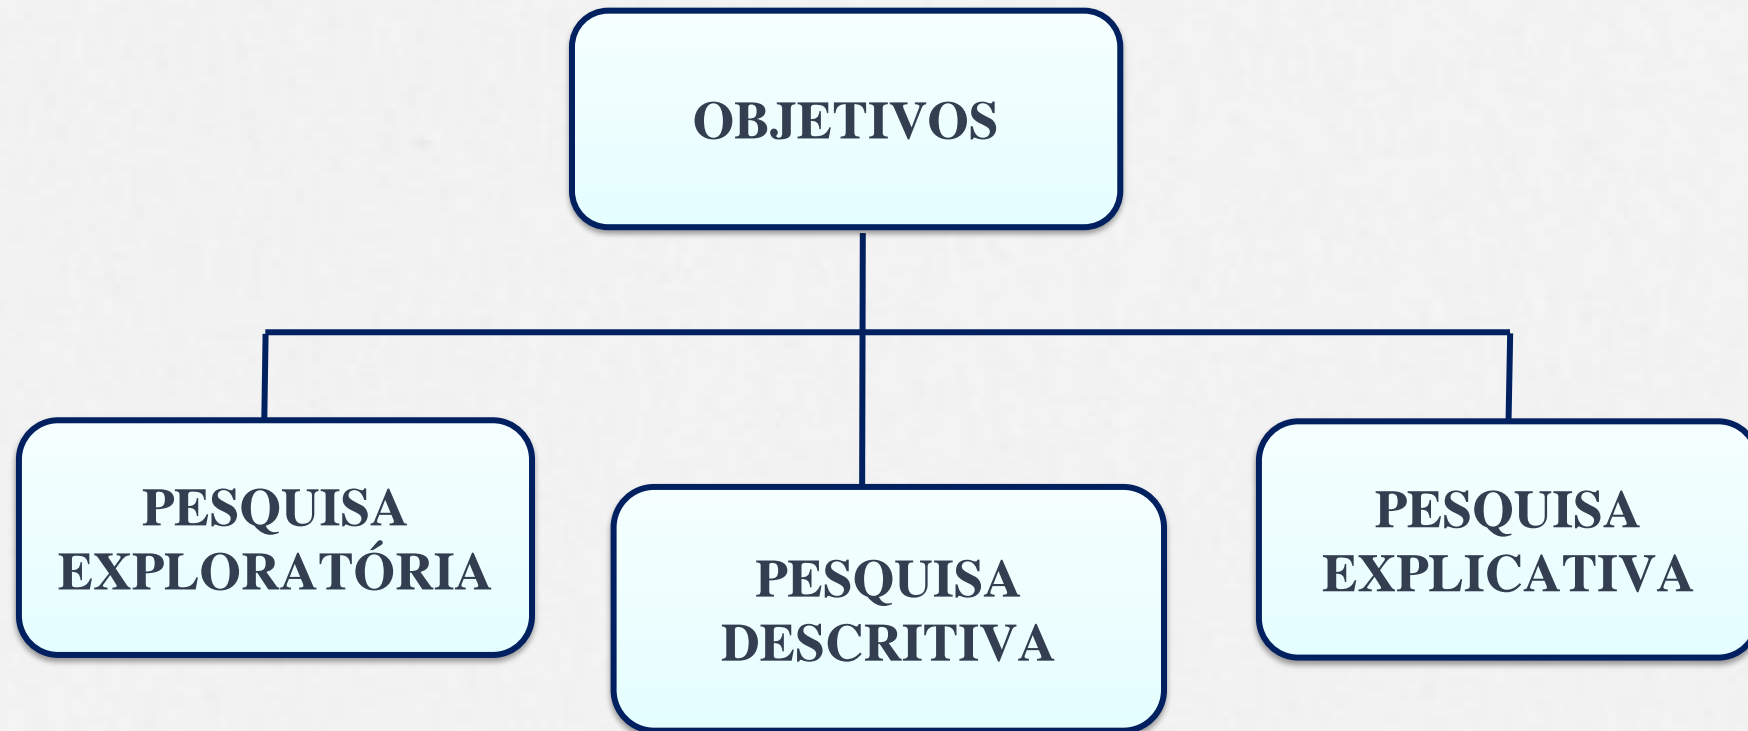 OBJETIVOS
PESQUISA
EXPLORATÓRIA
PESQUISA
DESCRITIVA
PESQUISA
EXPLICATIVA